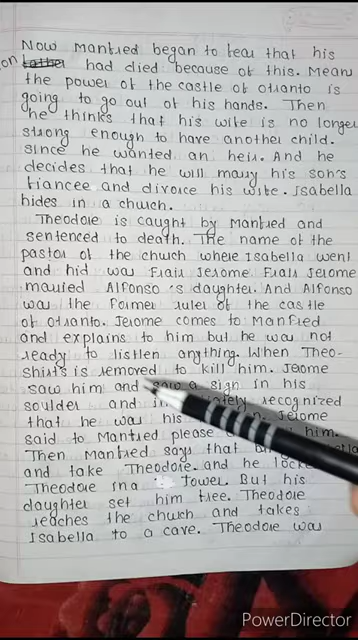 Now Manfried began to fear that his
son father had died because of this. Mean
the power of the castle of otranto is
going to go out of his hands. Then
he thinks that his wife is no longer
strong enough to have another child.
since he wanted an heir. And he
decides that he will marry his son's
fiancee and divorce his wife. Isabella
hides in a church.
Theodore is caught by Manfried and
sentenced to death. The name of the
pastor of the church where Isabella went
and hid was Friar Jerome. Friar Jerome
married Alfonso's daughter. And Alfonso
was the Former ruler of the castle
of otranto. Jerome comes to Manfried
and explains to him but he was not
ready to listlen anything. When Theo-
shirt is removed to kill him. Jerome
saw him and saw a sign in his
soulder and recognized
that he was his Jerome
said to Manfried please him.
Then Manfried says that
and take Theodore. and he
Theodore in a Tower. But his
daughter set him free. Theodore
reaches the church and takes
Isabella to a cave. Theodore was
PowerDirector